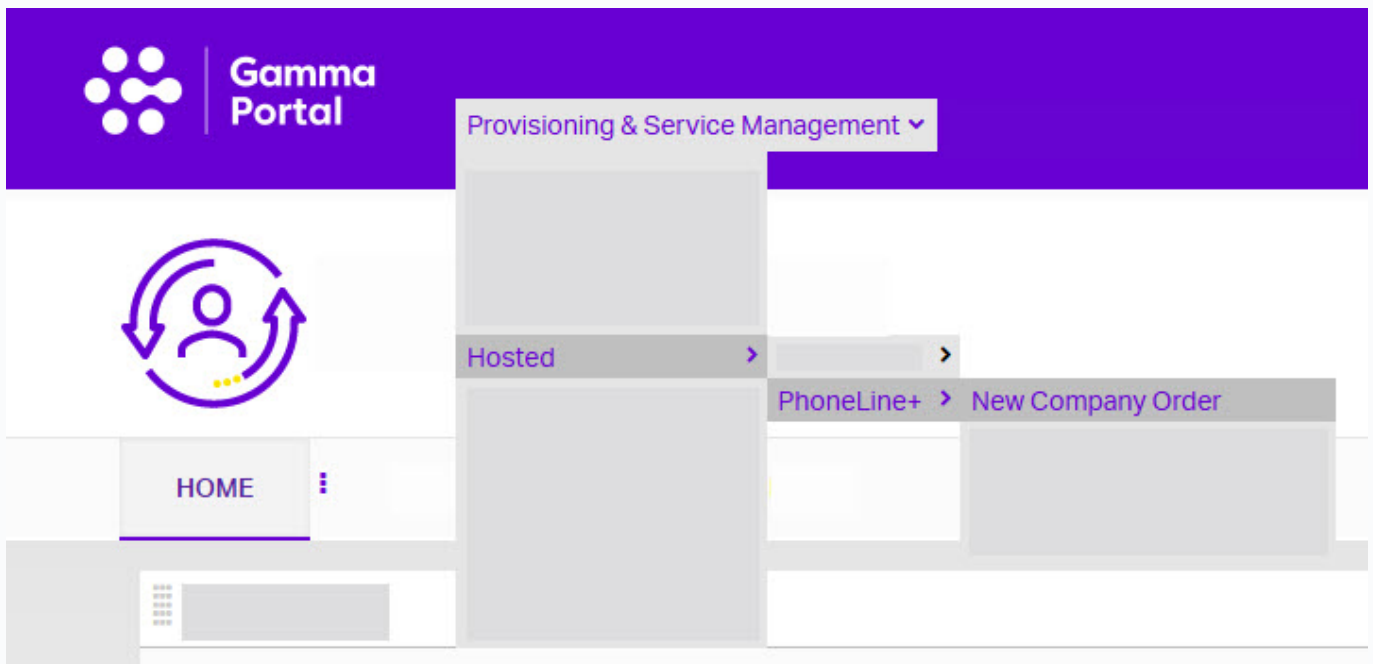 Gamma
Portal
Provisioning & Service Management
Hosted
PhoneLine+
New Company Order
HOME